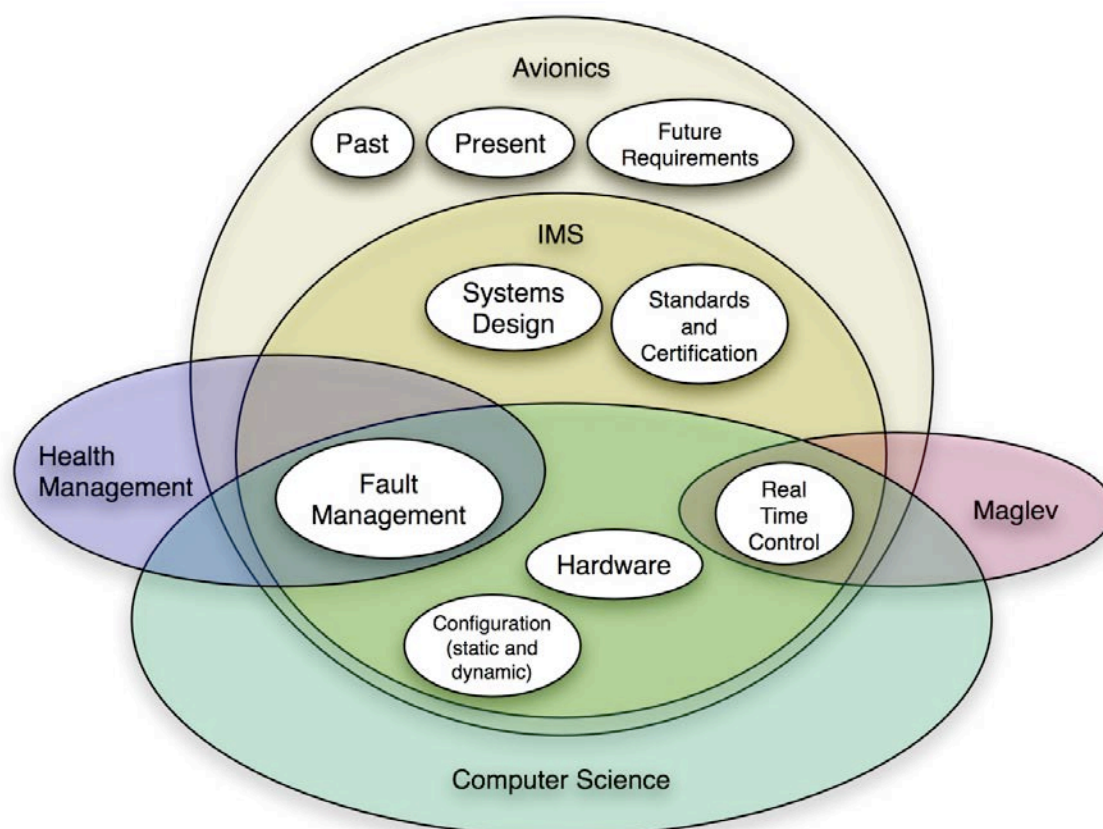 Avionics
Past
Present
Future
Requirements
IMS
Systems
Design
Standards
and
Certification
Health
Management
Fault
Management
Real
Time
Control
Maglev
Hardware
Configuration
(static and
dynamic)
Computer Science